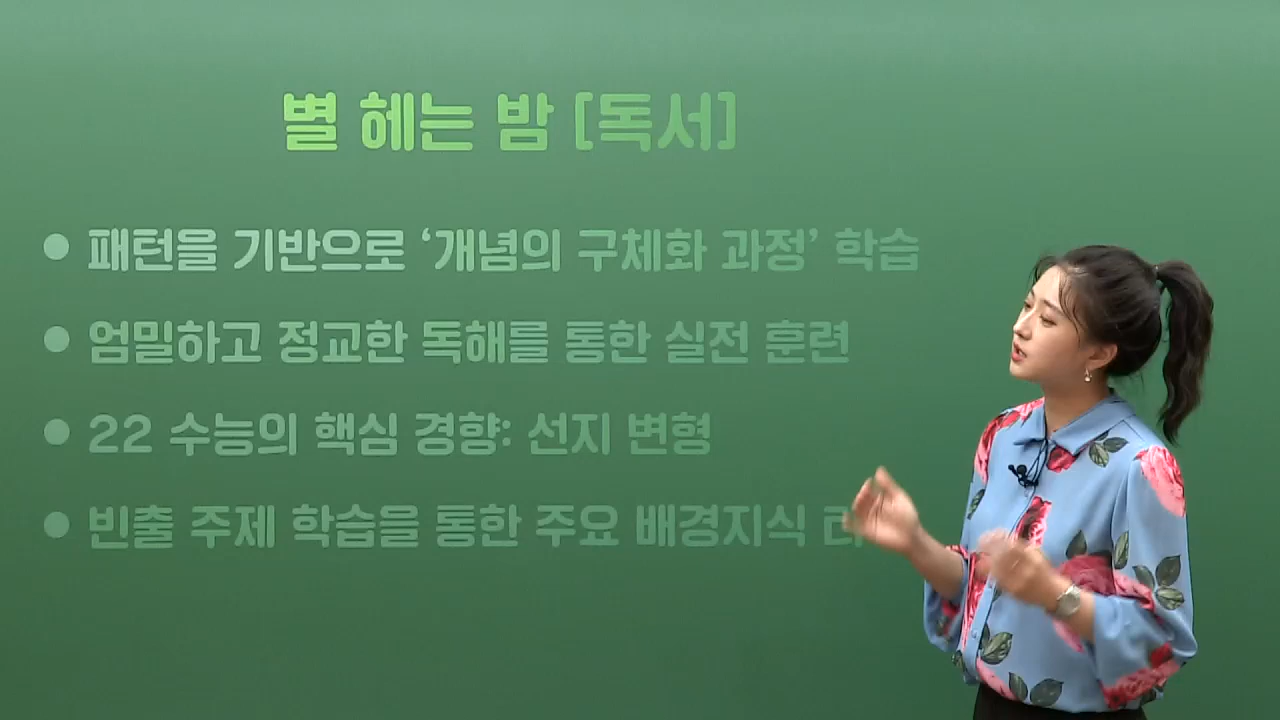 별 헤는 밤 [독서]
● 패턴을 기반으로 ‘개념의 구체화 과정’ 학습
● 엄밀하고 정교한 독해를 통한 실전 훈련
● 22 수능의 핵심 경향: 선지 변형
● 빈출 주제 학습을 통한 주요 배경지식